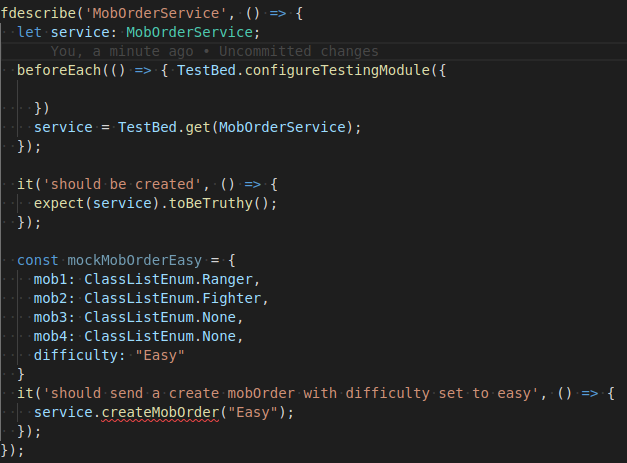 fdescribe('MobOrderService', () => {
  let service: MobOrderService;
      You, a minute ago • Uncommitted changes
  beforeEach(() => { TestBed.configureTestingModule({

    })
    service = TestBed.get(MobOrderService);
  });

  it('should be created', () => {
    expect(service).toBeTruthy();
  });

  const mockMobOrderEasy = {
    mob1: ClassListEnum.Ranger,
    mob2: ClassListEnum.Fighter,
    mob3: ClassListEnum.None,
    mob4: ClassListEnum.None,
    difficulty: "Easy"
  }
  it('should send a create mobOrder with difficulty set to easy', () => {
    service.createMobOrder("Easy");
  });
});